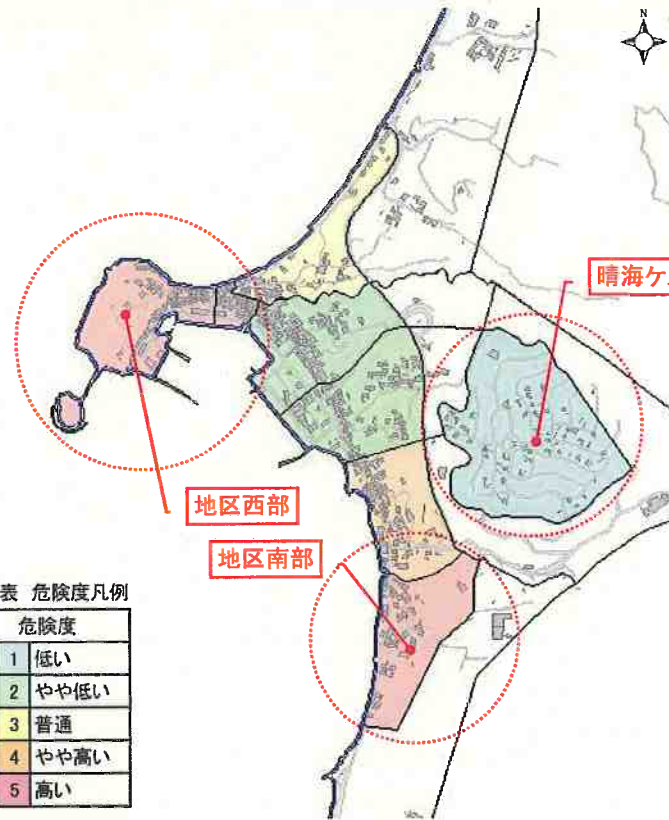 N
晴海ケ
地区西部
地区南部
表 危険度凡例
危険度
1 低い
2 やや低い
3 普通
4 やや高い
5 高い